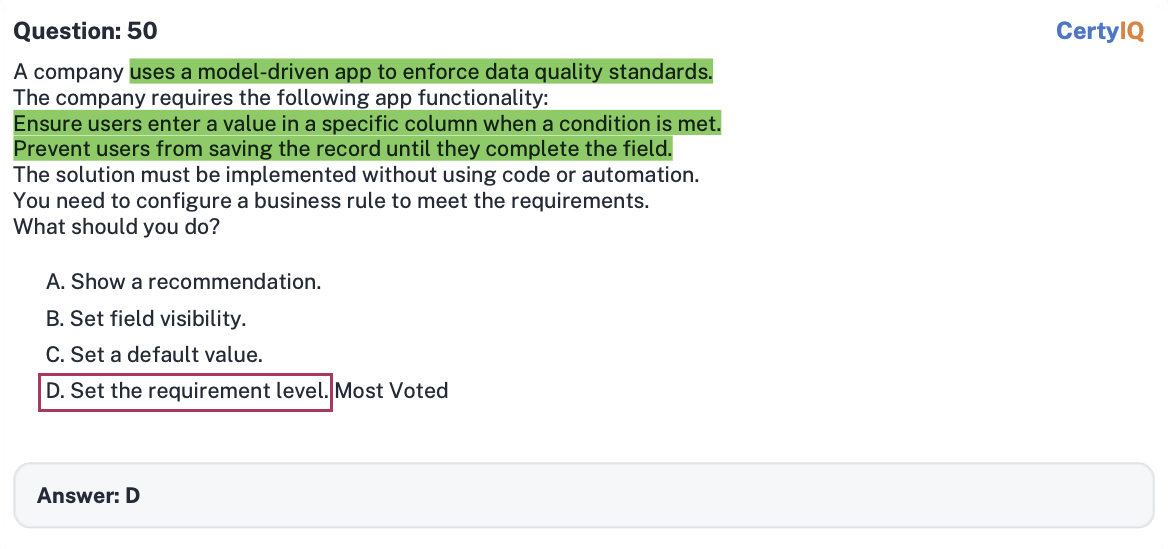 Question: 50
CertyIQ
A company uses a model-driven app to enforce data quality standards.
The company requires the following app functionality:
Ensure users enter a value in a specific column when a condition is met.
Prevent users from saving the record until they complete the field.
The solution must be implemented without using code or automation.
You need to configure a business rule to meet the requirements.
What should you do?
A. Show a recommendation.
B. Set field visibility.
C. Set a default value.
D. Set the requirement level. Most Voted
Answer: D